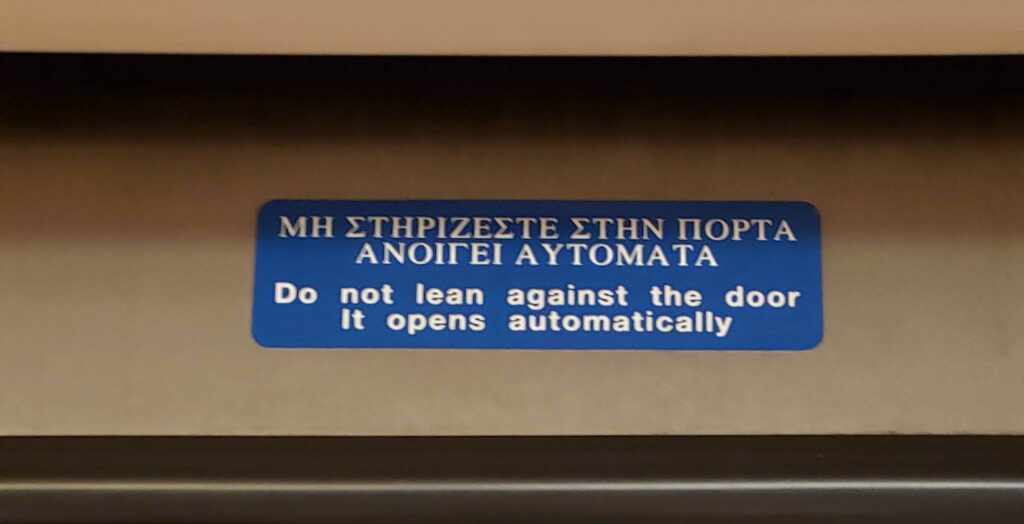 ΜΗ ΣΤΗΡΙΖΕΣΤΕ ΣΤΗΝ ΠΟΡΤΑ
ΑΝΟΙΓΕΙ ΑΥΤΟΜΑΤΑ
Do not lean against the door
It opens automatically